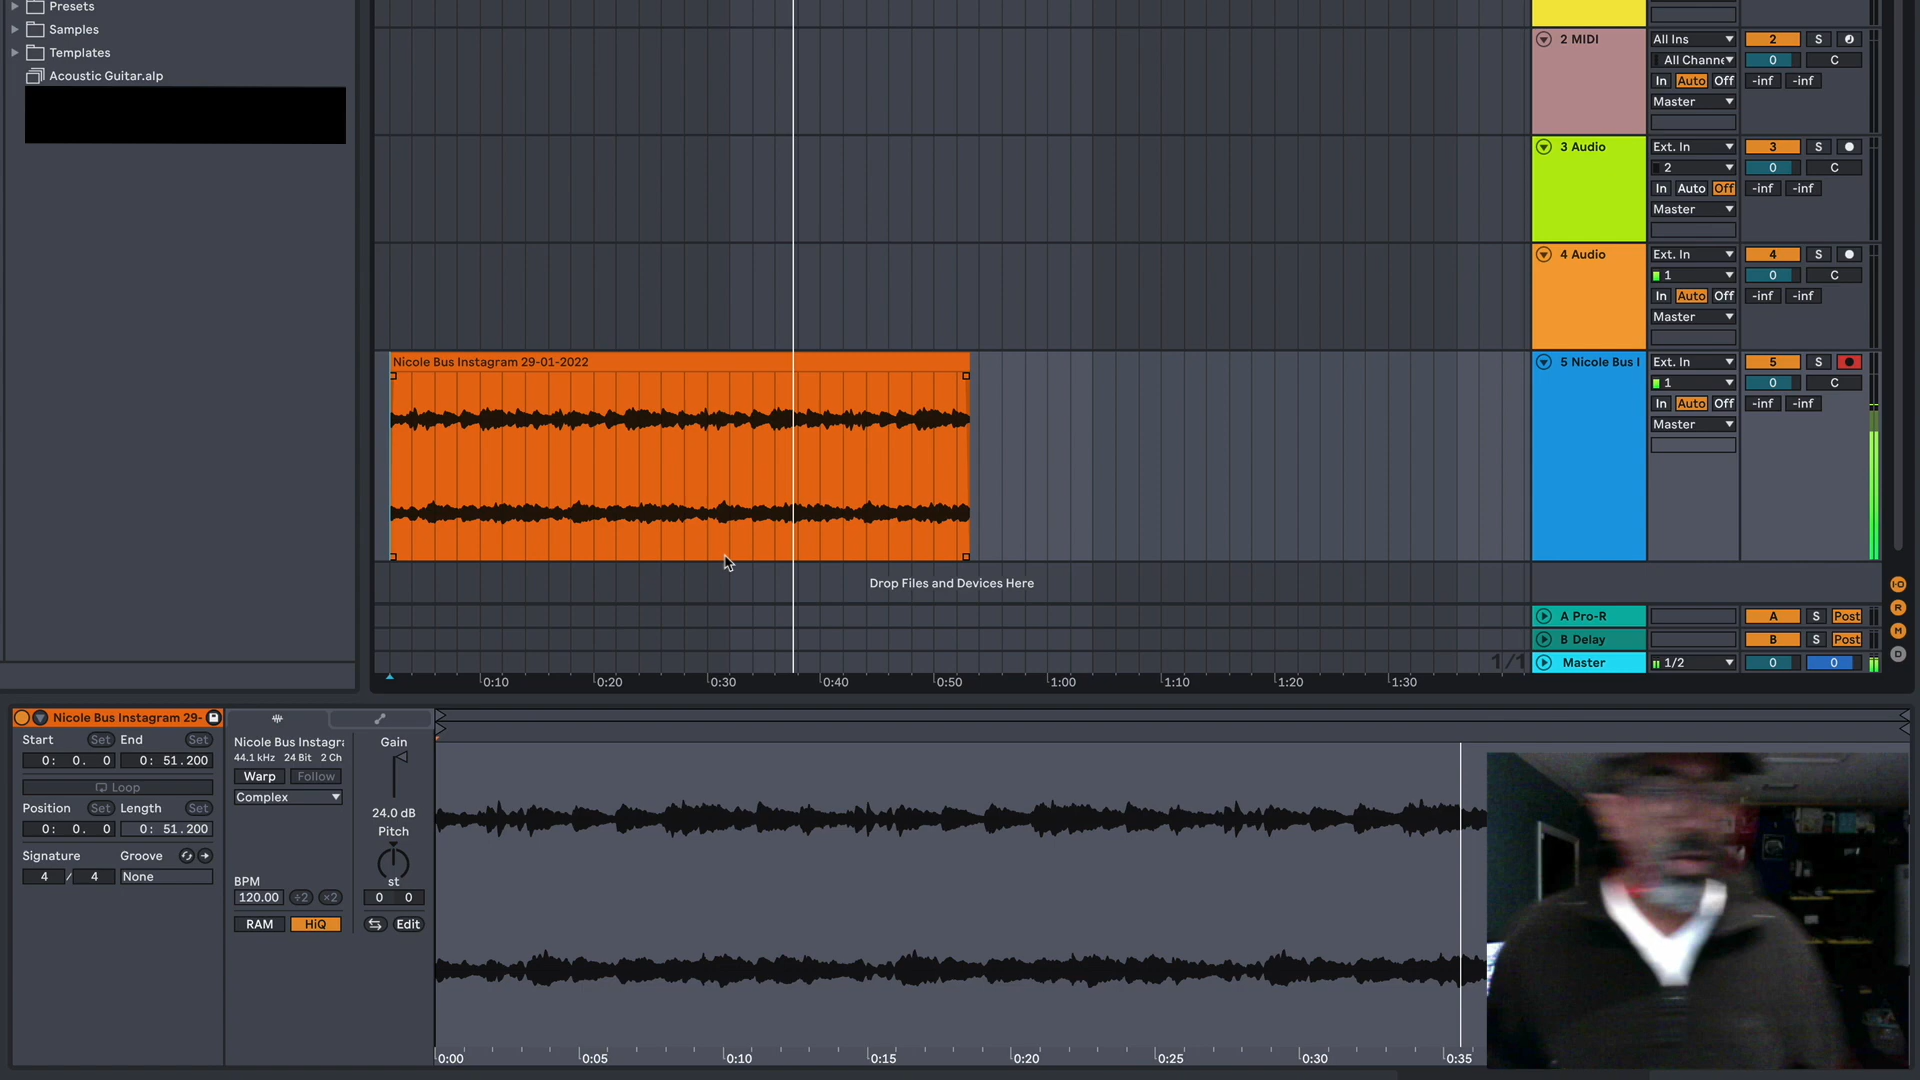 Presets
Samples
Templates
Acoustic Guitar.alp
2 MIDI
All Ins
2
S
All Channe
0
C
In Auto Off
-inf -inf
Master
3 Audio
Ext. In
3
S
2
0
C
In Auto Off
-inf -inf
Master
4 Audio
Ext. In
4
S
1
0
C
In Auto Off
-inf -inf
Master
Nicole Bus Instagram 29-01-2022
5 Nicole Bus I
Ext. In
5
S
1
0
C
In Auto Off
-inf -inf
Master
Drop Files and Devices Here
A Pro-R
A
S
Post
B Delay
B
S
Post
1/1
Master
1/2
0
0
I·O
R
M
D
0:10 0:20 0:30 0:40 0:50 1:00 1:10 1:20 1:30
Nicole Bus Instagram 29-
Start Set End Set
0: 0. 0
0: 51.200
Loop
Position Set Length Set
0: 0. 0
0: 51.200
Signature Groove
4 / 4
None
Nicole Bus Instagra
44.1 kHz 24 Bit 2 Ch
Warp Follow
Complex
BPM
120.00 ÷2 ×2
RAM HiQ
Gain
24.0 dB
Pitch
st
0 0
Edit
0:00 0:05 0:10 0:15 0:20 0:25 0:30 0:35